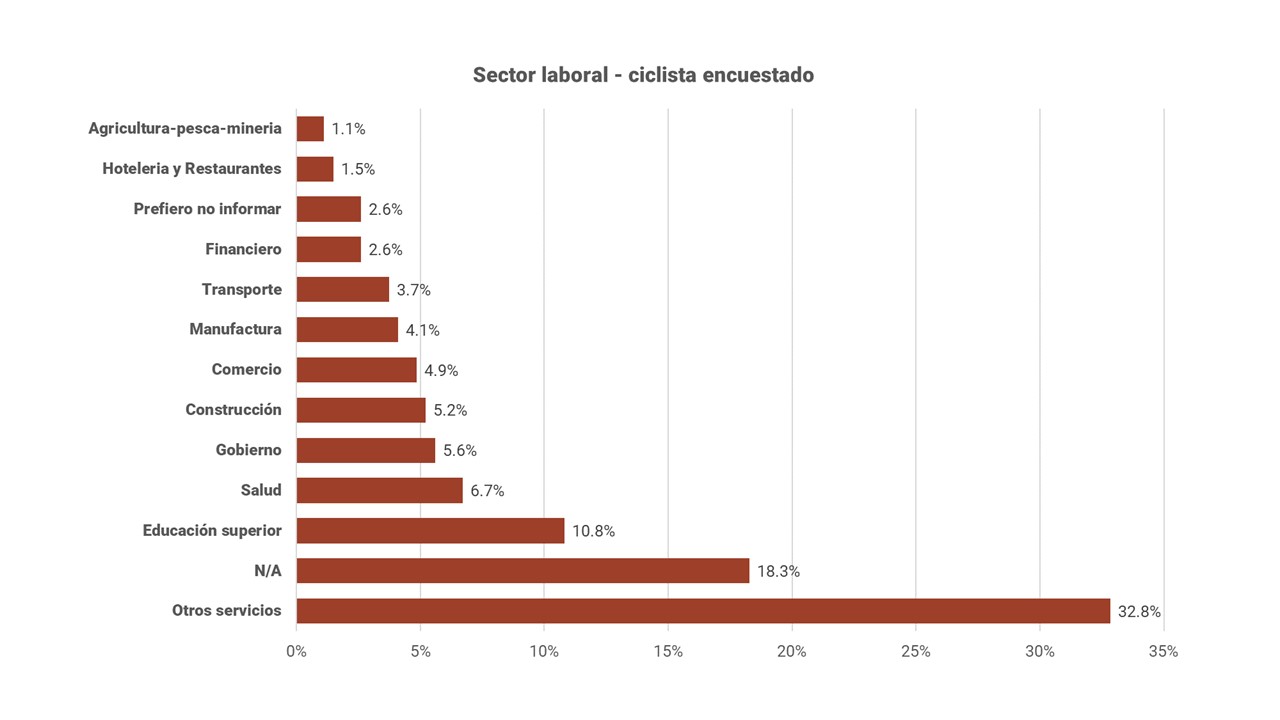 Sector laboral - ciclista encuestado
Agricultura-pesca-mineria 1.1%
Hoteleria y Restaurantes 1.5%
Prefiero no informar 2.6%
Financiero 2.6%
Transporte 3.7%
Manufactura 4.1%
Comercio 4.9%
Construcción 5.2%
Gobierno 5.6%
Salud 6.7%
Educación superior 10.8%
N/A 18.3%
Otros servicios 32.8%
0% 5% 10% 15% 20% 25% 30% 35%